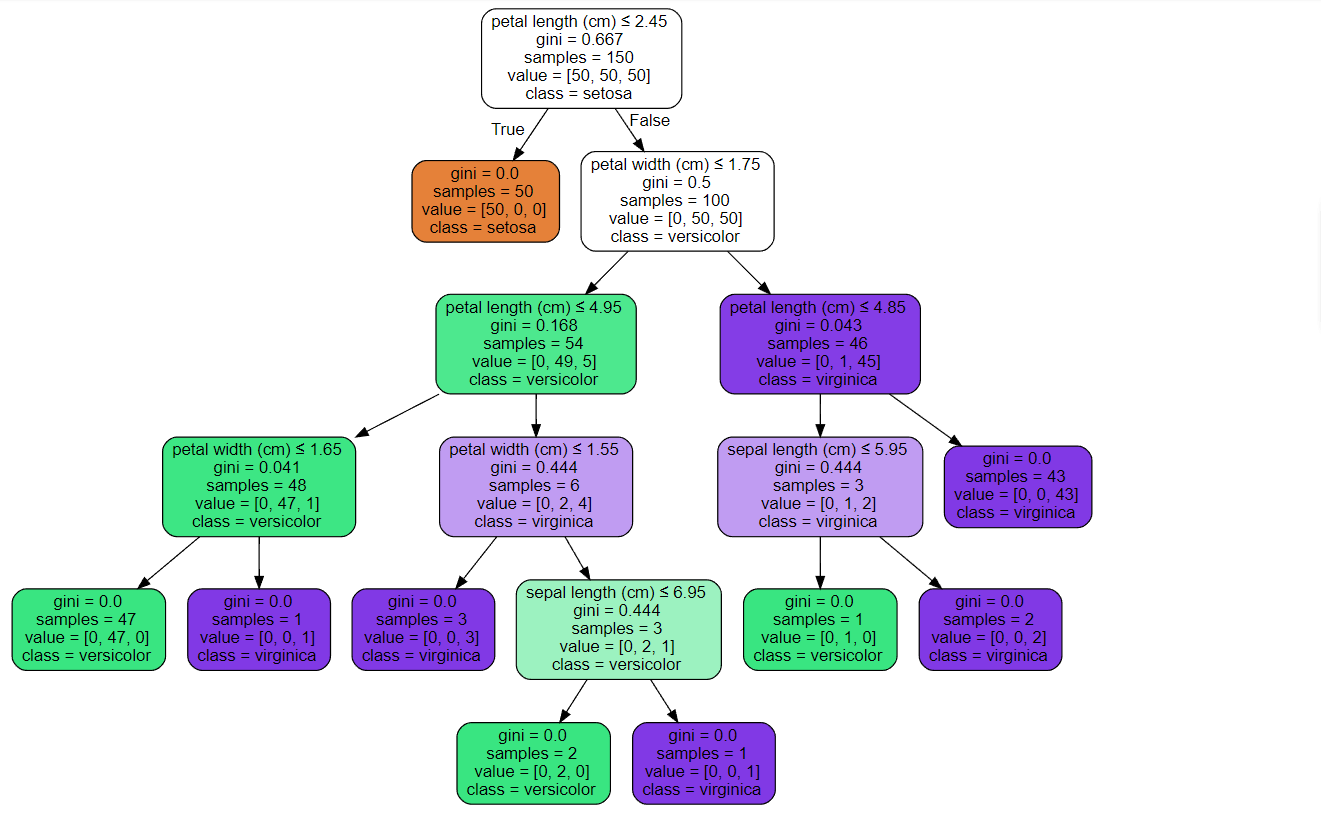 petal length (cm) ≤ 2.45
gini = 0.667
samples = 150
value = [50, 50, 50]
class = setosa
True
False
gini = 0.0
samples = 50
value = [50, 0, 0]
class = setosa
petal width (cm) ≤ 1.75
gini = 0.5
samples = 100
value = [0, 50, 50]
class = versicolor
petal length (cm) ≤ 4.95
gini = 0.168
samples = 54
value = [0, 49, 5]
class = versicolor
petal length (cm) ≤ 4.85
gini = 0.043
samples = 46
value = [0, 1, 45]
class = virginica
petal width (cm) ≤ 1.65
gini = 0.041
samples = 48
value = [0, 47, 1]
class = versicolor
petal width (cm) ≤ 1.55
gini = 0.444
samples = 6
value = [0, 2, 4]
class = virginica
sepal length (cm) ≤ 5.95
gini = 0.444
samples = 3
value = [0, 1, 2]
class = virginica
gini = 0.0
samples = 43
value = [0, 0, 43]
class = virginica
gini = 0.0
samples = 47
value = [0, 47, 0]
class = versicolor
gini = 0.0
samples = 1
value = [0, 0, 1]
class = virginica
gini = 0.0
samples = 3
value = [0, 0, 3]
class = virginica
sepal length (cm) ≤ 6.95
gini = 0.444
samples = 3
value = [0, 2, 1]
class = versicolor
gini = 0.0
samples = 1
value = [0, 1, 0]
class = versicolor
gini = 0.0
samples = 2
value = [0, 0, 2]
class = virginica
gini = 0.0
samples = 2
value = [0, 2, 0]
class = versicolor
gini = 0.0
samples = 1
value = [0, 0, 1]
class = virginica